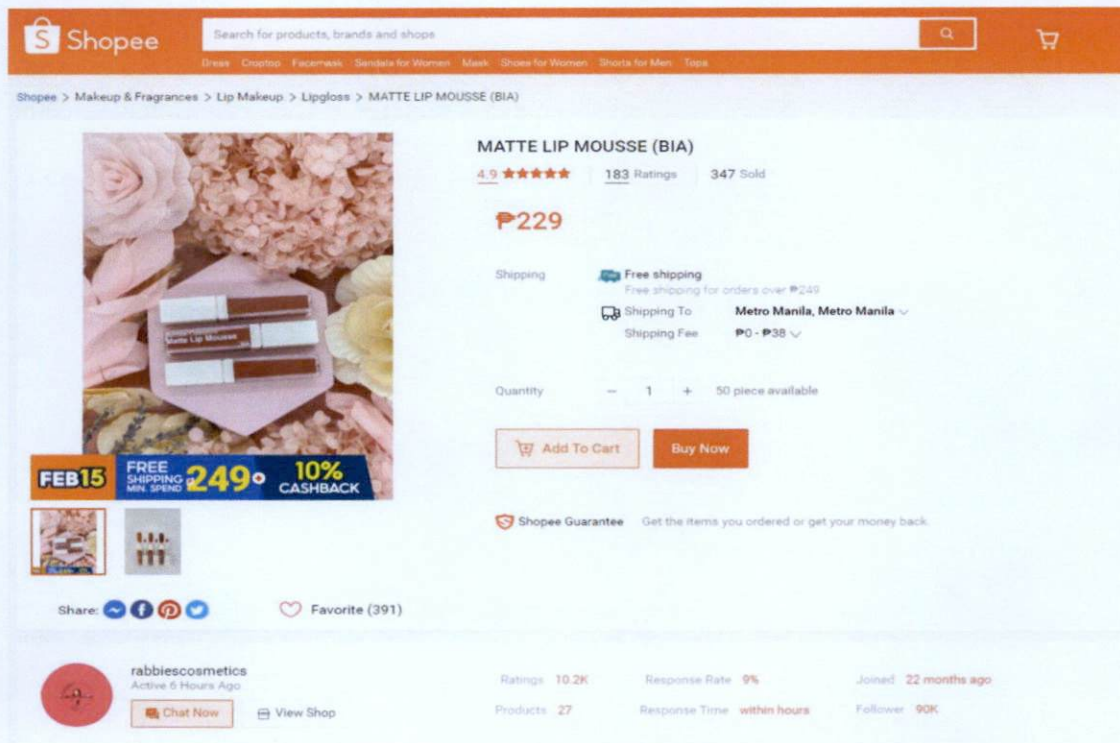 Shopee
Search for products, brands and shops
Dress Croptop Facemask Sandals for Women Mask Shoes for Women Shorts for Men Tops
Shopee > Makeup & Fragrances > Lip Makeup > Lipgloss > MATTE LIP MOUSSE (BIA)
MATTE LIP MOUSSE (BIA)
4.9 ★★★★★ 183 Ratings 347 Sold
₱229
Shipping Free shipping
Free shipping for orders over ₱249
Shipping To Metro Manila, Metro Manila
Shipping Fee ₱0 - ₱38
Quantity − 1 + 50 piece available
Add To Cart Buy Now
Shopee Guarantee Get the items you ordered or get your money back.
Matte Lip Mousse
FEB 15
FREE
SHIPPING
MIN. SPEND
₱249
10%
CASHBACK
Share: Favorite (391)
rabbiescosmetics
Active 6 Hours Ago
Chat Now View Shop
Ratings 10.2K Response Rate 9% Joined 22 months ago
Products 27 Response Time within hours Follower 90K